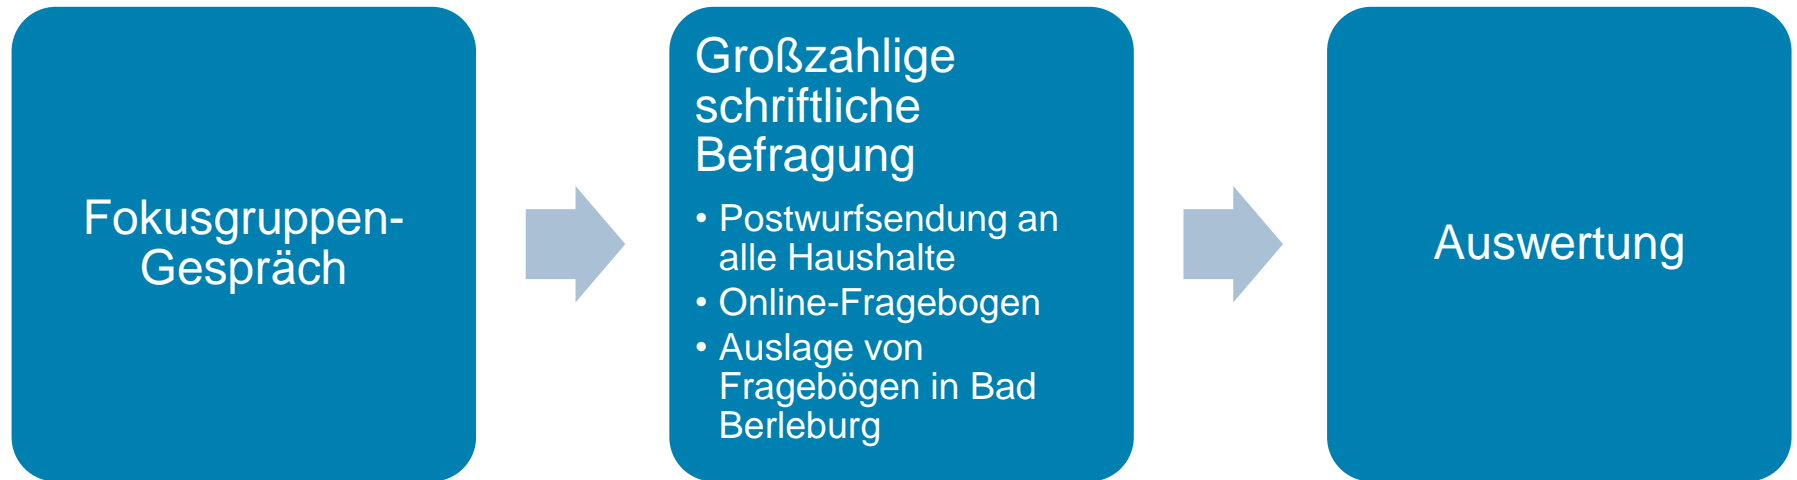 Fokusgruppen-
Gespräch
Großzahlige
schriftliche
Befragung
• Postwurfsendung an
alle Haushalte
• Online-Fragebogen
• Auslage von
Fragebögen in Bad
Berleburg
Auswertung